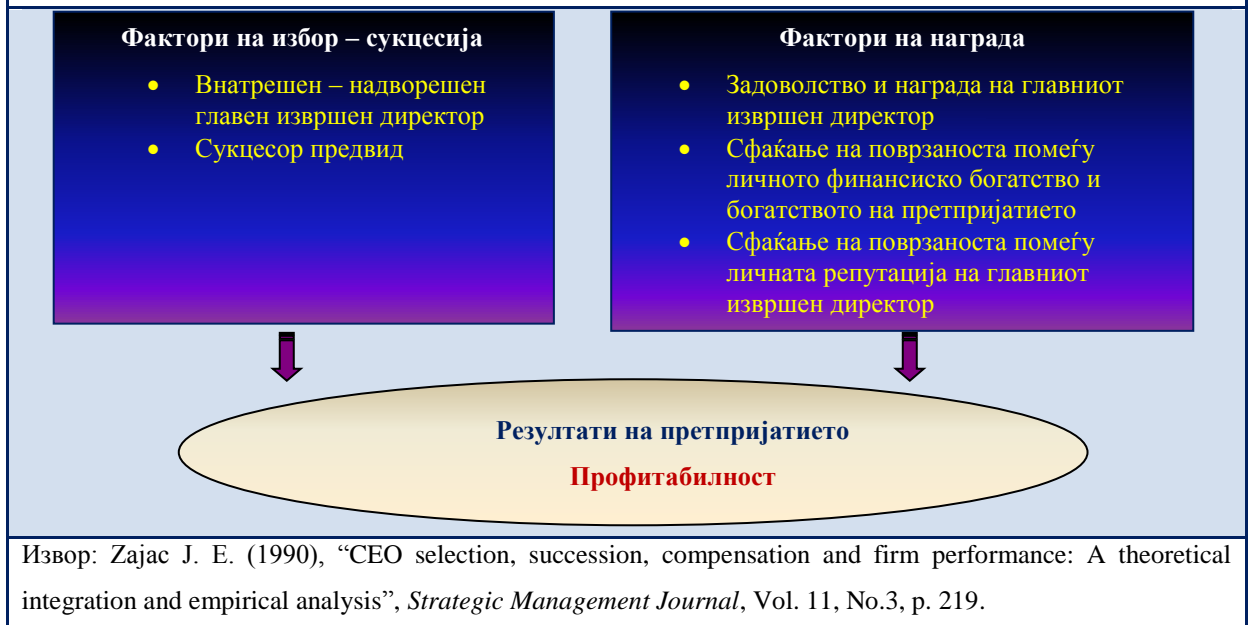 Фактори на избор – сукцесија
• Внатрешен – надворешен
главен извршен директор
• Сукцесор предвид
Фактори на награда
• Задоволство и награда на главниот
извршен директор
• Сфаќање на поврзаноста помеѓу
личното финансиско богатство и
богатството на претпријатието
• Сфаќање на поврзаноста помеѓу
личната репутација на главниот
извршен директор
Резултати на претпријатието
Профитабилност
Извор: Zajac J. E. (1990), “CEO selection, succession, compensation and firm performance: A theoretical
integration and empirical analysis”, Strategic Management Journal, Vol. 11, No.3, p. 219.